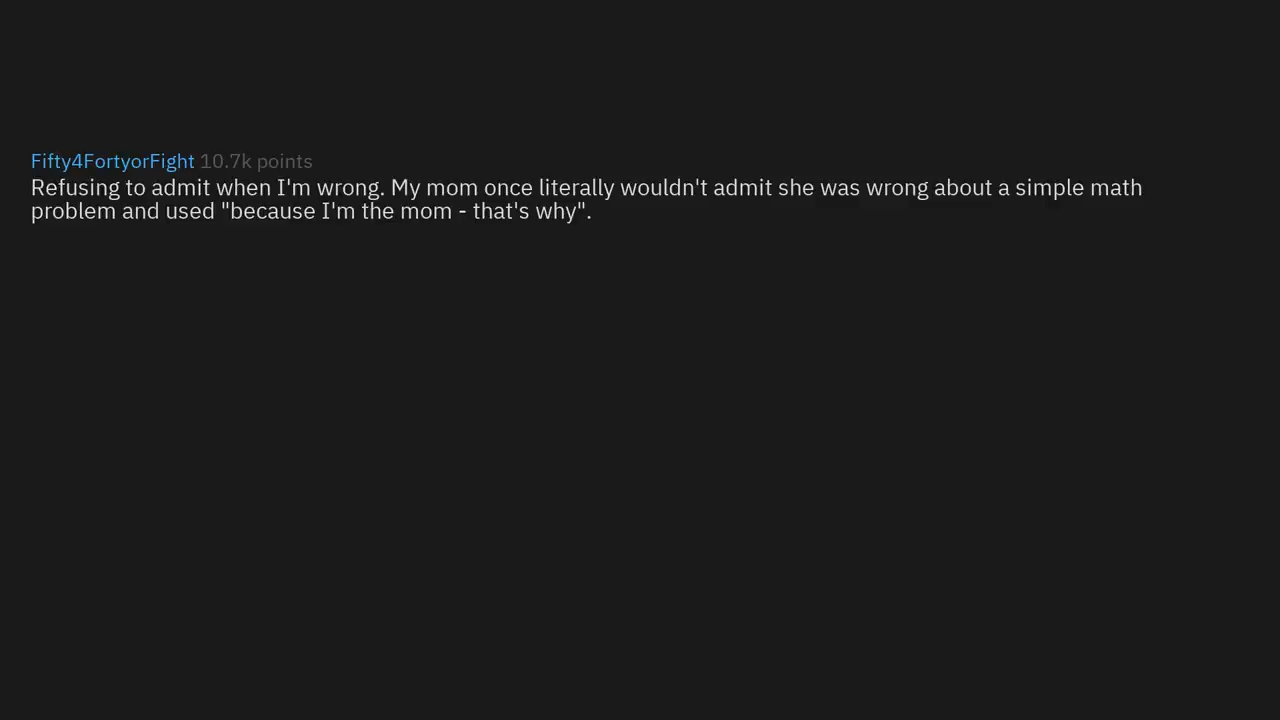 Fifty4FortyorFight 10.7k points
Refusing to admit when I'm wrong. My mom once literally wouldn't admit she was wrong about a simple math
problem and used "because I'm the mom - that's why".